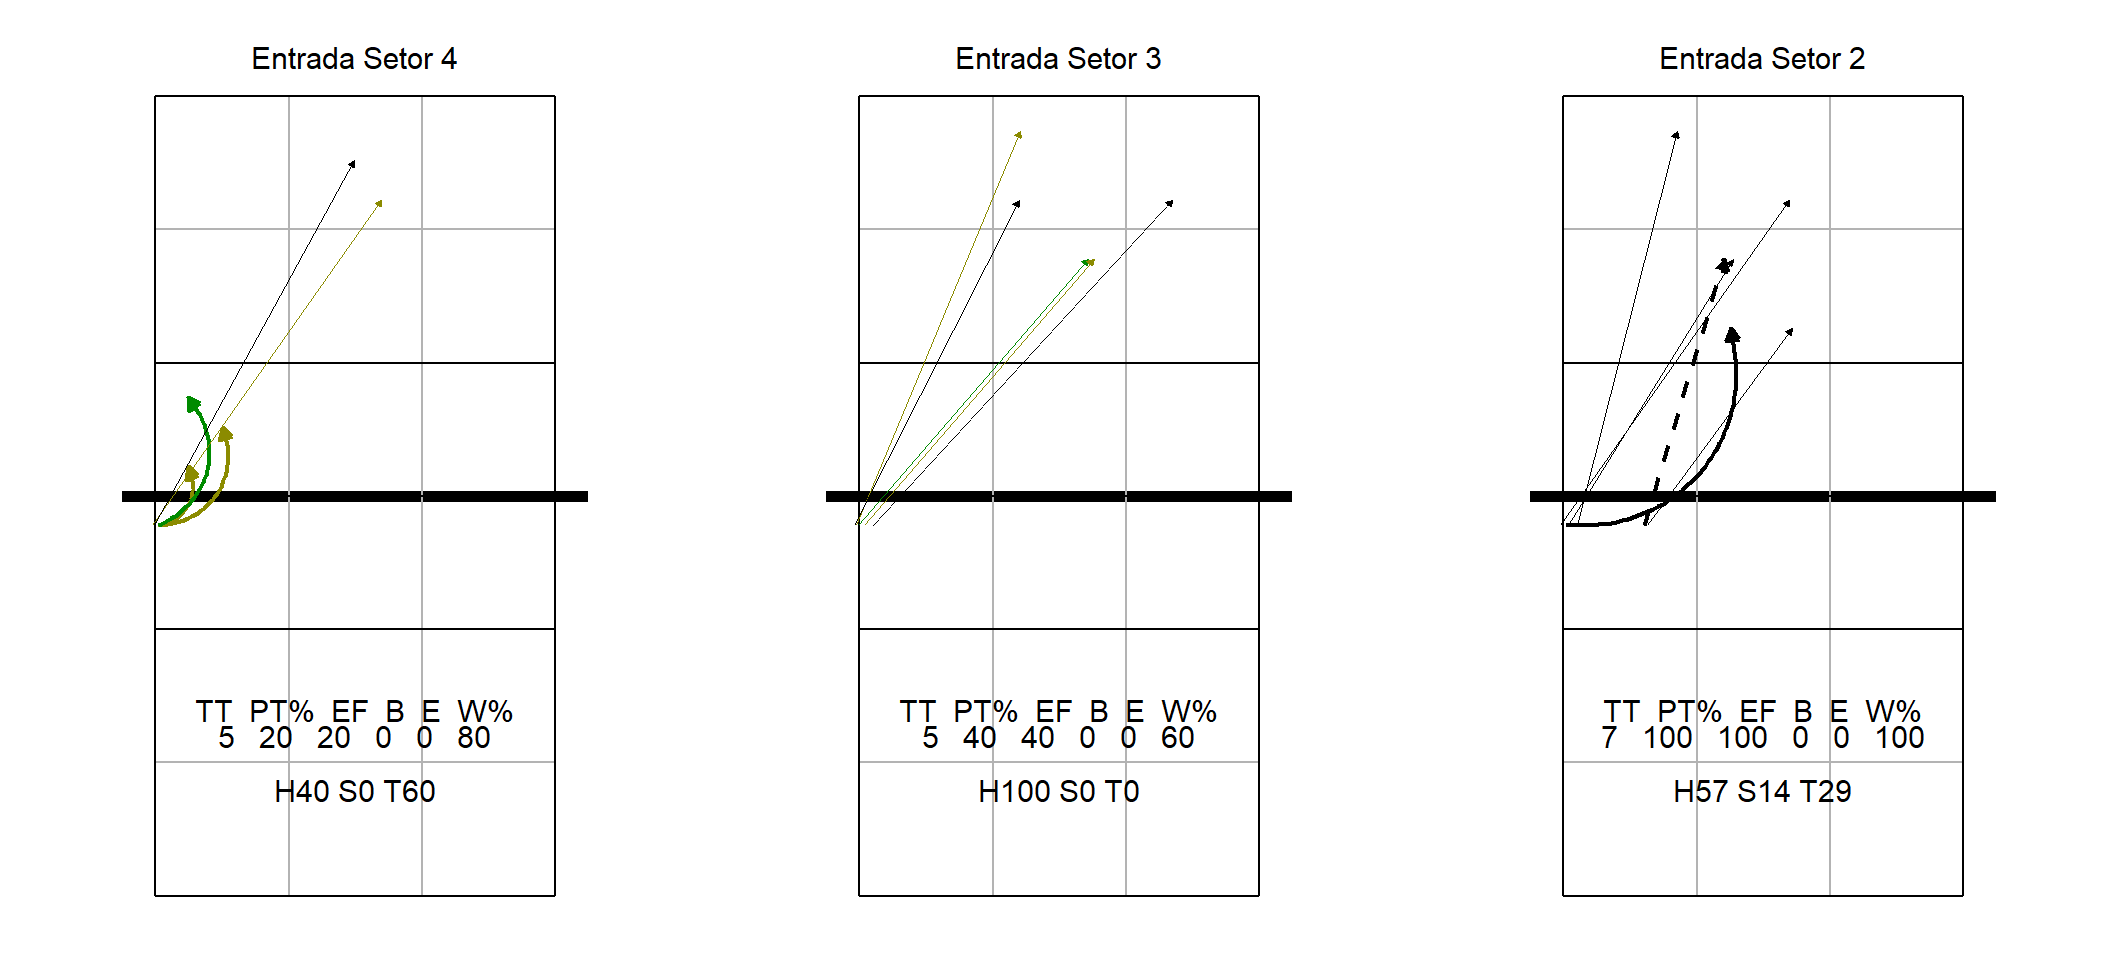 Entrada Setor 4
TT PT% EF B E W%
5 20 20 0 0 80
H40 S0 T60
Entrada Setor 3
TT PT% EF B E W%
5 40 40 0 0 60
H100 S0 T0
Entrada Setor 2
TT PT% EF B E W%
7 100 100 0 0 100
H57 S14 T29